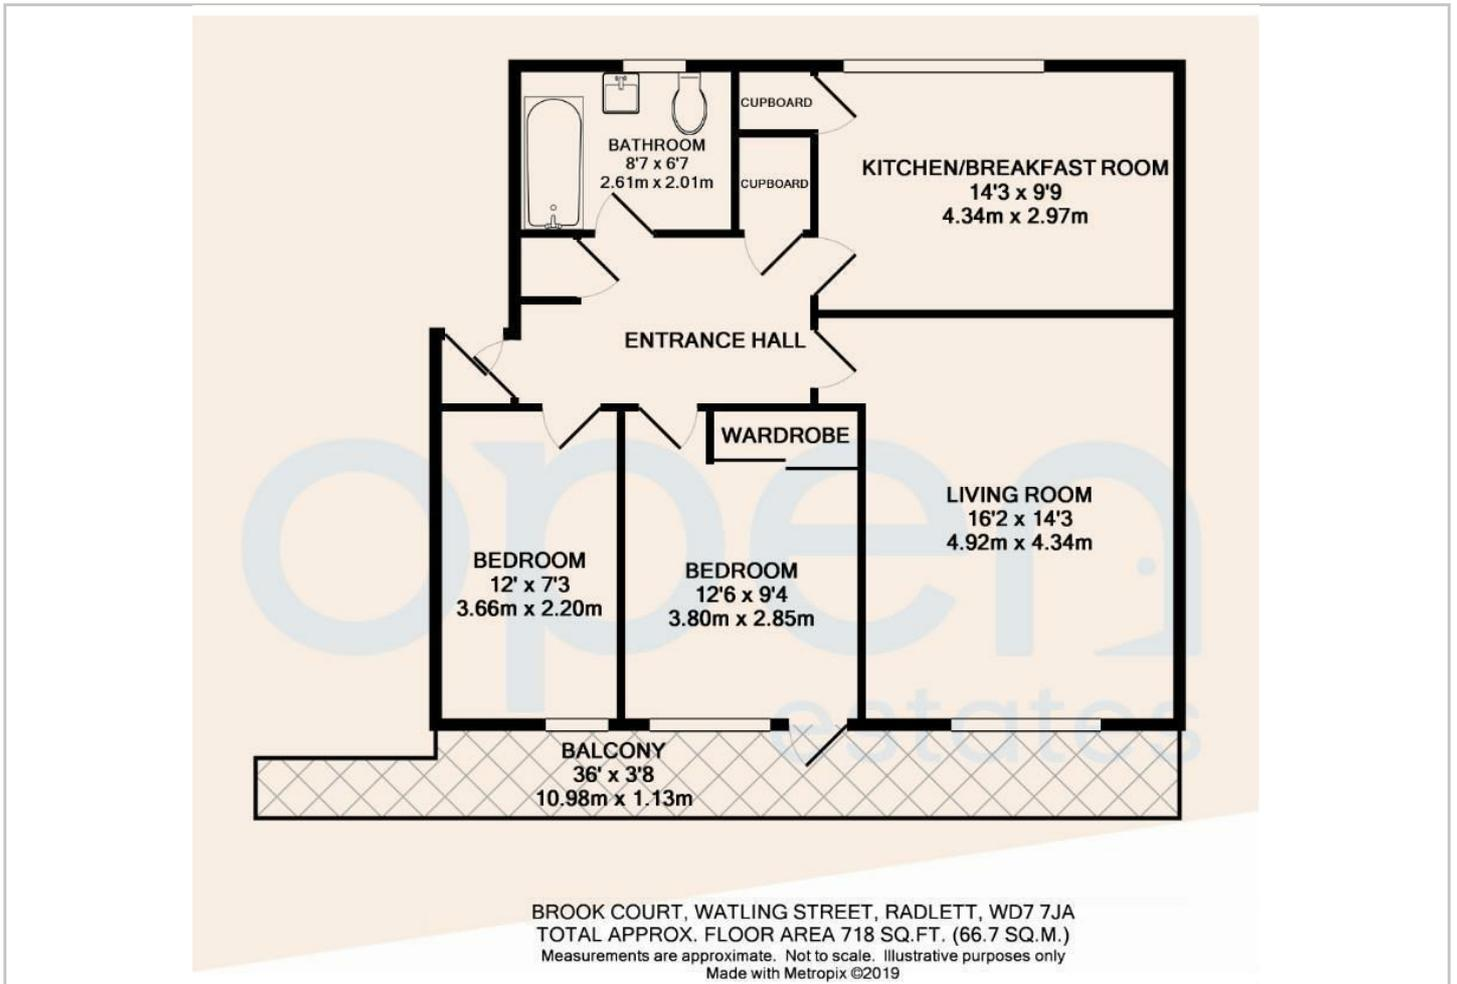 BATHROOM
8'7 x 6'7
2.61m x 2.01m
CUPBOARD
CUPBOARD
KITCHEN/BREAKFAST ROOM
14'3 x 9'9
4.34m x 2.97m
ENTRANCE HALL
WARDROBE
LIVING ROOM
16'2 x 14'3
4.92m x 4.34m
BEDROOM
12' x 7'3
3.66m x 2.20m
BEDROOM
12'6 x 9'4
3.80m x 2.85m
open
estates
BALCONY
36' x 3'8
10.98m x 1.13m
BROOK COURT, WATLING STREET, RADLETT, WD7 7JA
TOTAL APPROX. FLOOR AREA 718 SQ.FT. (66.7 SQ.M.)
Measurements are approximate. Not to scale. Illustrative purposes only
Made with Metropix ©2019